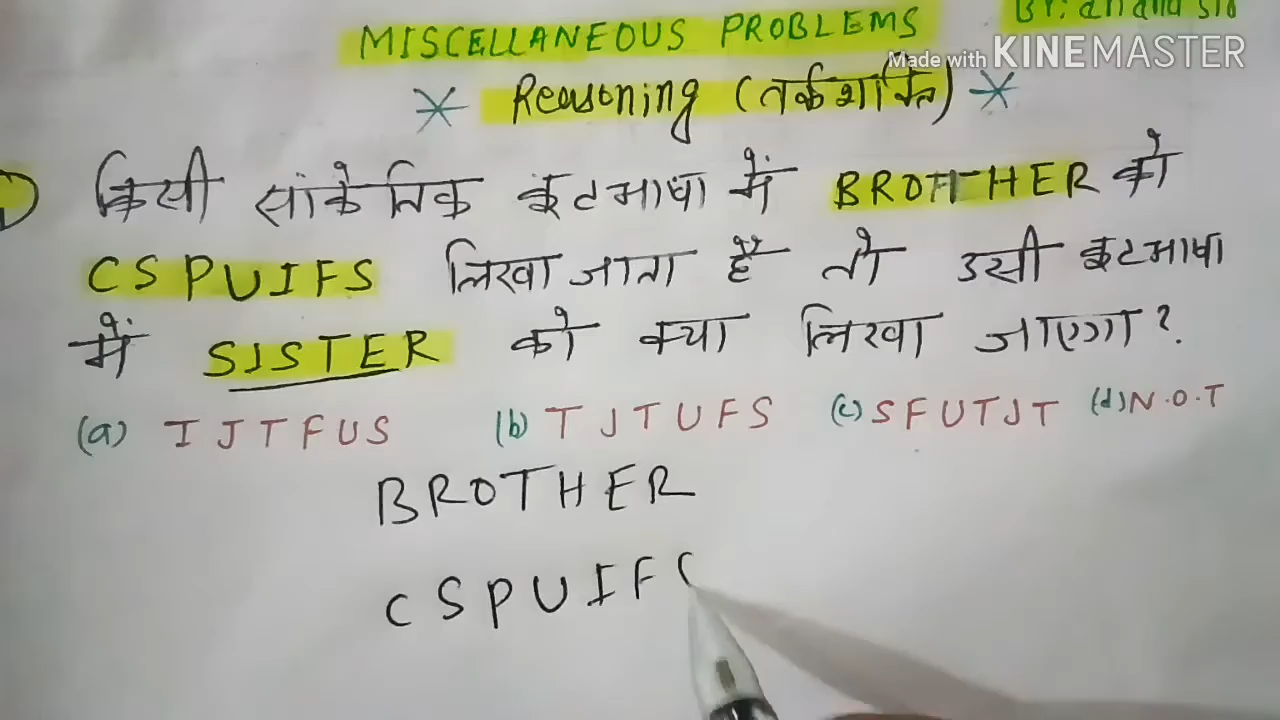 MISCELLANEOUS PROBLEMS
Made with KINEMASTER
* Reasoning (तर्कशक्ति) *
किसी सांकेतिक कूटभाषा में BROTHER को
CSPUIFS लिखा जाता है तो उसी कूटभाषा
में SISTER को क्या लिखा जाएगा?
(a) IJTFUS (b) TJTUFS (c) SFUTJT (d) N.O.T
BROTHER
CSPUIF